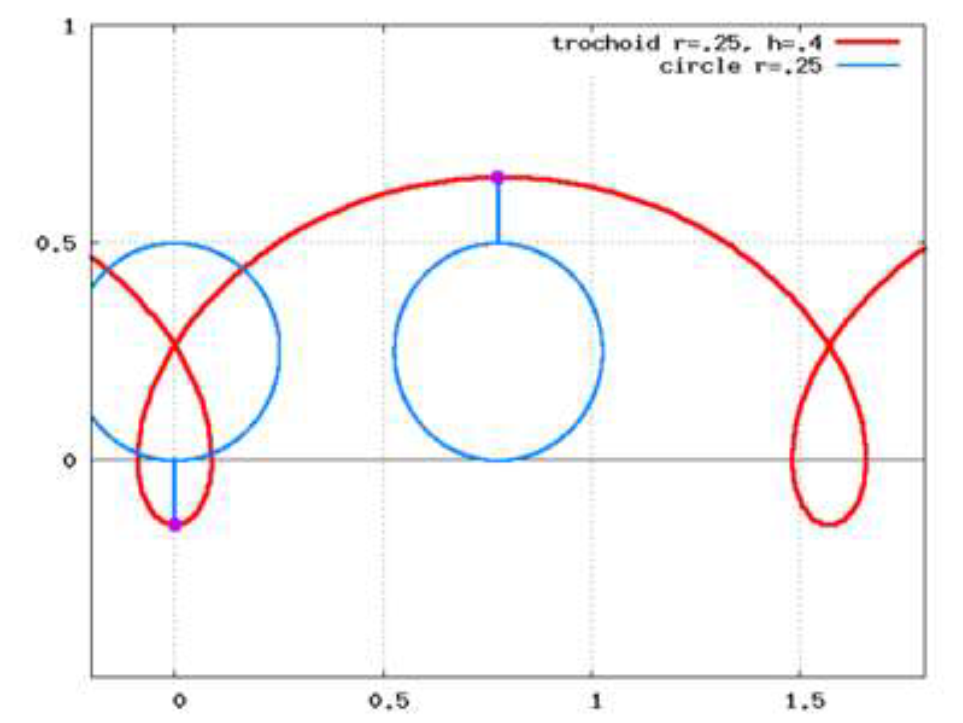 1
trochoid r=.25, h=.4
circle r=.25
0.5
0
0 0.5 1 1.5